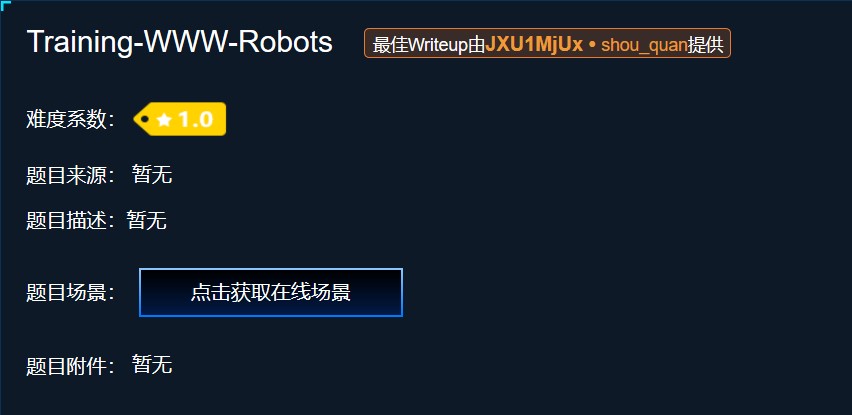 Training-WWW-Robots 最佳Writeup由JXU1MjUx • shou_quan提供
难度系数： 1.0
题目来源： 暂无
题目描述：暂无
题目场景： 点击获取在线场景
题目附件： 暂无